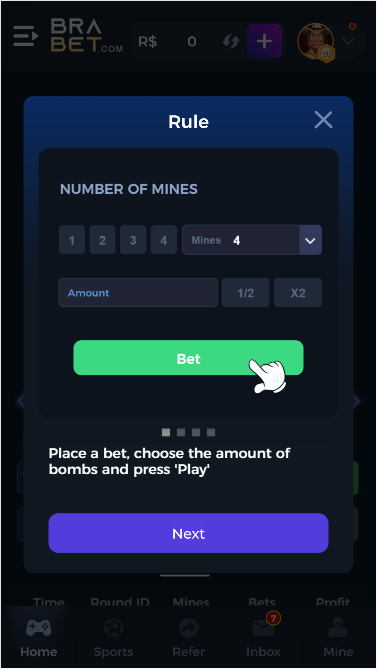 BRA
BET.COM
R$ 0
Rule
NUMBER OF MINES
1 2 3 4 Mines 4
Amount 1/2 X2
Bet
Place a bet, choose the amount of
bombs and press 'Play'
Next
Time Round ID Mines Bets Profit
7
Home Sports Refer Inbox Mine